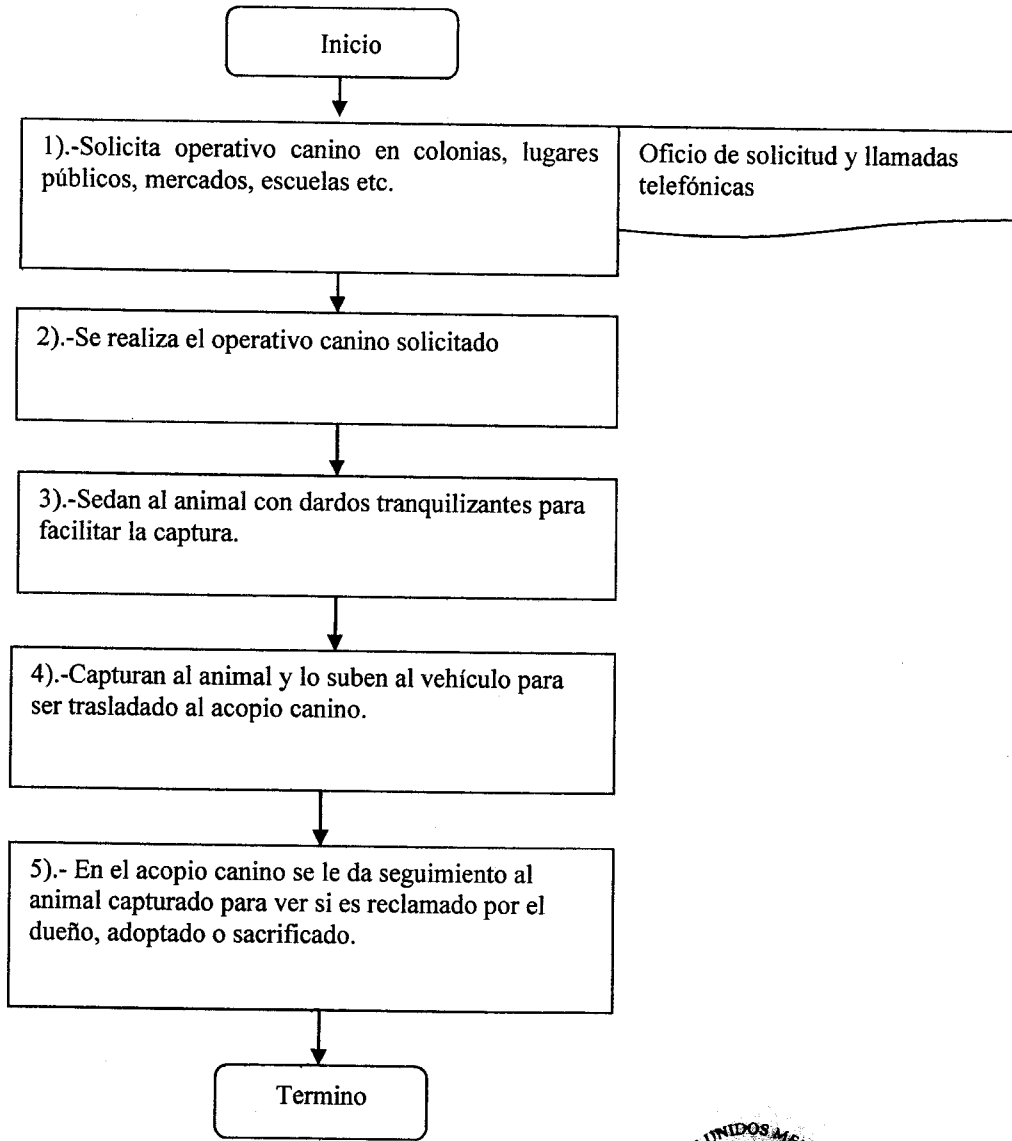 Inicio
1).-Solicita operativo canino en colonias, lugares
públicos, mercados, escuelas etc.
Oficio de solicitud y llamadas
telefónicas
2).-Se realiza el operativo canino solicitado
3).-Sedan al animal con dardos tranquilizantes para
facilitar la captura.
4).-Capturan al animal y lo suben al vehículo para
ser trasladado al acopio canino.
5).- En el acopio canino se le da seguimiento al
animal capturado para ver si es reclamado por el
dueño, adoptado o sacrificado.
Termino
UNIDOS